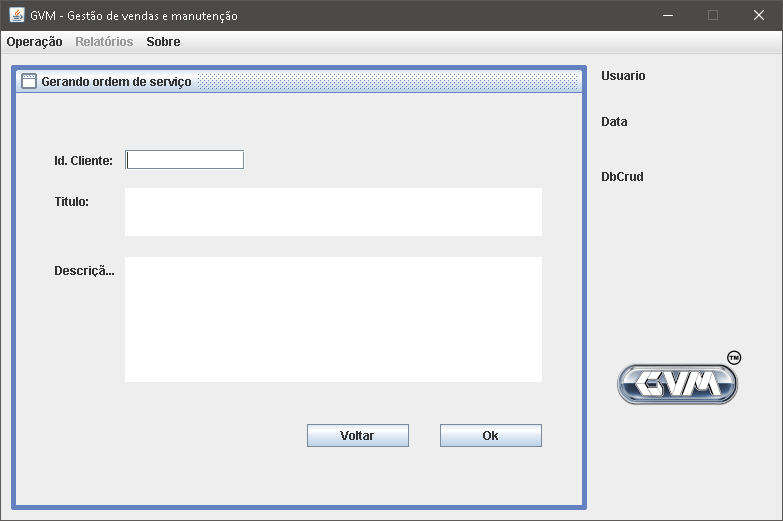 GVM - Gestão de vendas e manutenção
Operação Relatórios Sobre
Gerando ordem de serviço
Usuario
Data
DbCrud
Id. Cliente:
Titulo:
Descriçã...
Voltar Ok
GVM TM